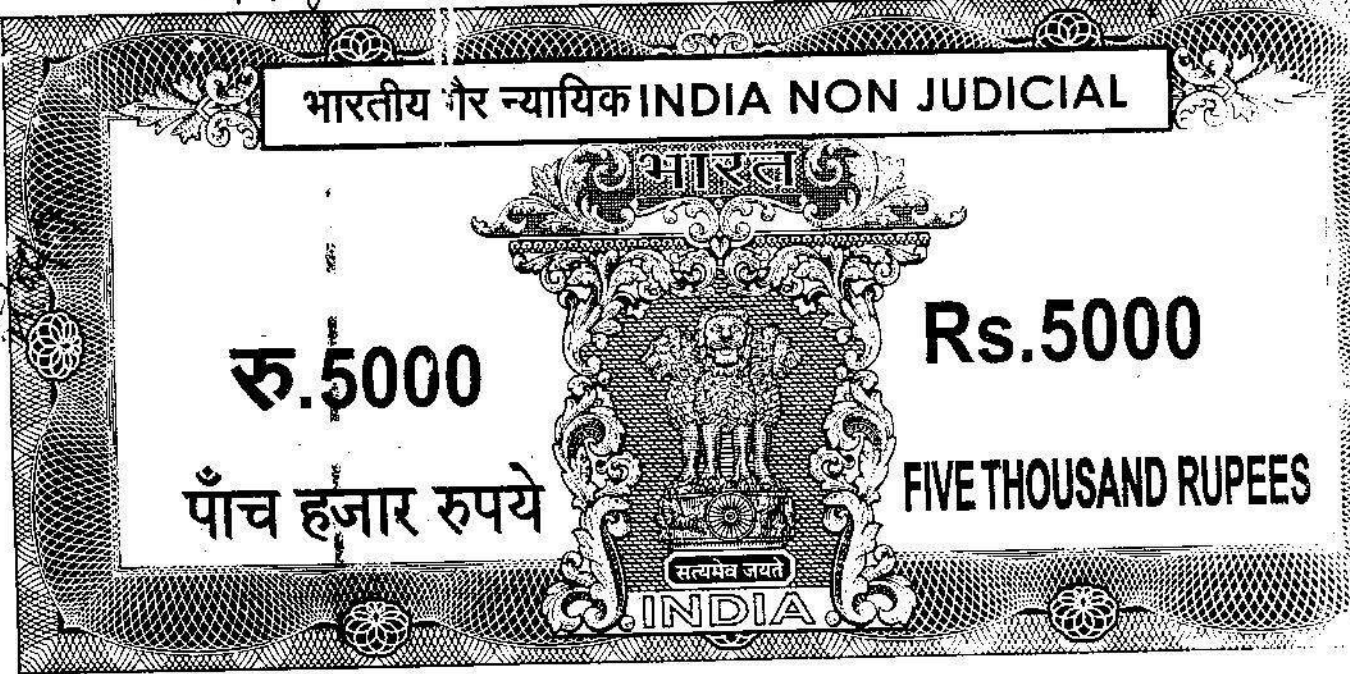 भारतीय गैर न्यायिक INDIA NON JUDICIAL
भारत
रु.5000
Rs.5000
पाँच हजार रुपये
FIVE THOUSAND RUPEES
सत्यमेव जयते
INDIA